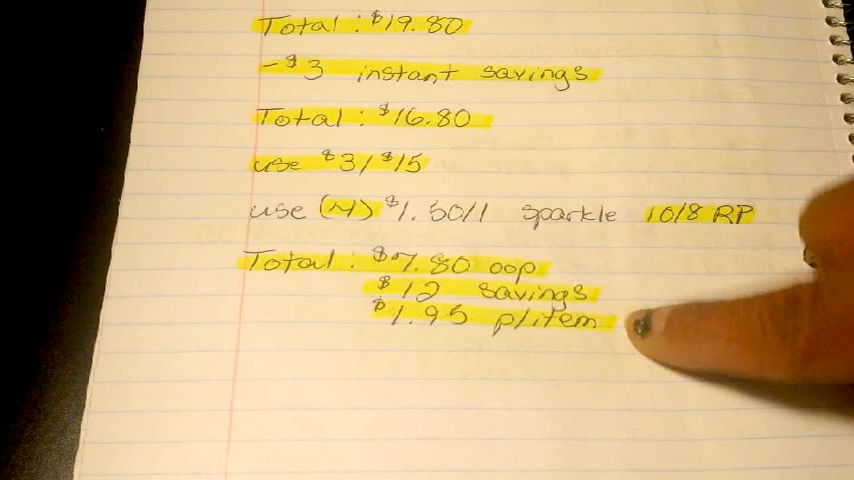 Total : $19.80
-$3 instant savings
Total : $16.80
use $3/$15
use (4) $1.50/1 sparkle 10/8 RP
Total : $7.80 oop
$12 savings
$1.95 p/item